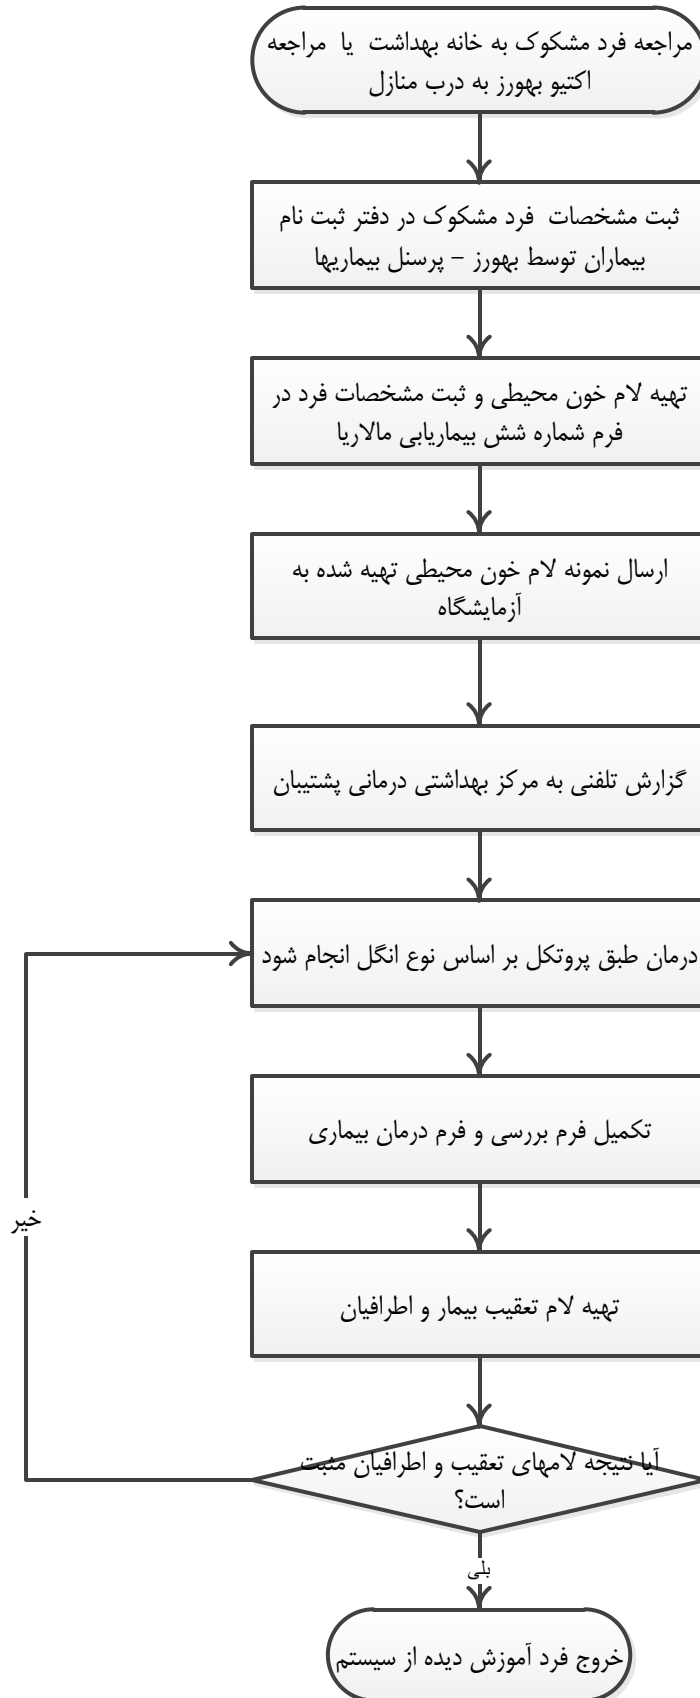 مراجعه فرد مشکوک به خانه بهداشت یا مراجعه
اکتیو بهورز به درب منازل
ثبت مشخصات فرد مشکوک در دفتر ثبت نام
بیماران توسط بهورز – پرسنل بیماریها
تهیه لام خون محیطی و ثبت مشخصات فرد در
فرم شماره شش بیماریابی مالاریا
ارسال نمونه لام خون محیطی تهیه شده به
آزمایشگاه
گزارش تلفنی به مرکز بهداشتی درمانی پشتیبان
درمان طبق پروتکل بر اساس نوع انگل انجام شود
تکمیل فرم بررسی و فرم درمان بیماری
خیر
تهیه لام تعقیب بیمار و اطرافیان
آیا نتیجه لامهای تعقیب و اطرافیان مثبت
است؟
بلی
خروج فرد آموزش دیده از سیستم